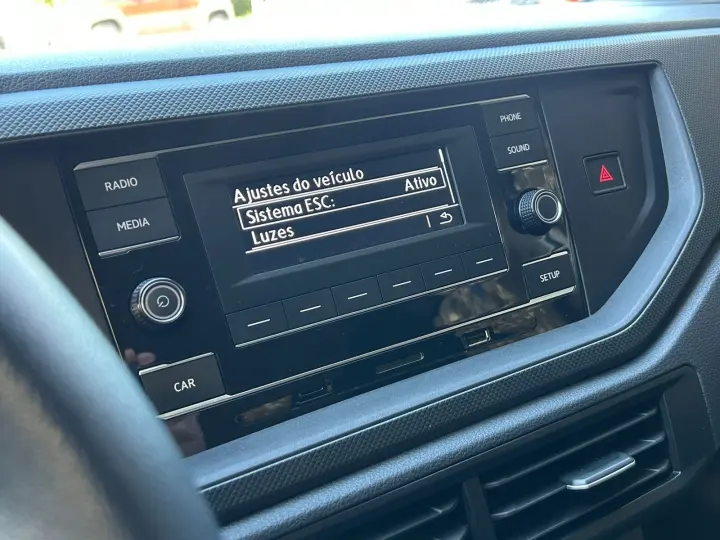 PHONE
RADIO
SOUND
MEDIA
Ajustes do veículo
Sistema ESC: Ativo
Luzes
SETUP
CAR